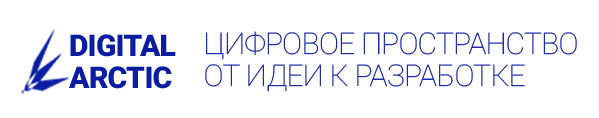 DIGITAL
ARCTIC
ЦИФРОВОЕ ПРОСТРАНСТВО
ОТ ИДЕИ К РАЗРАБОТКЕ